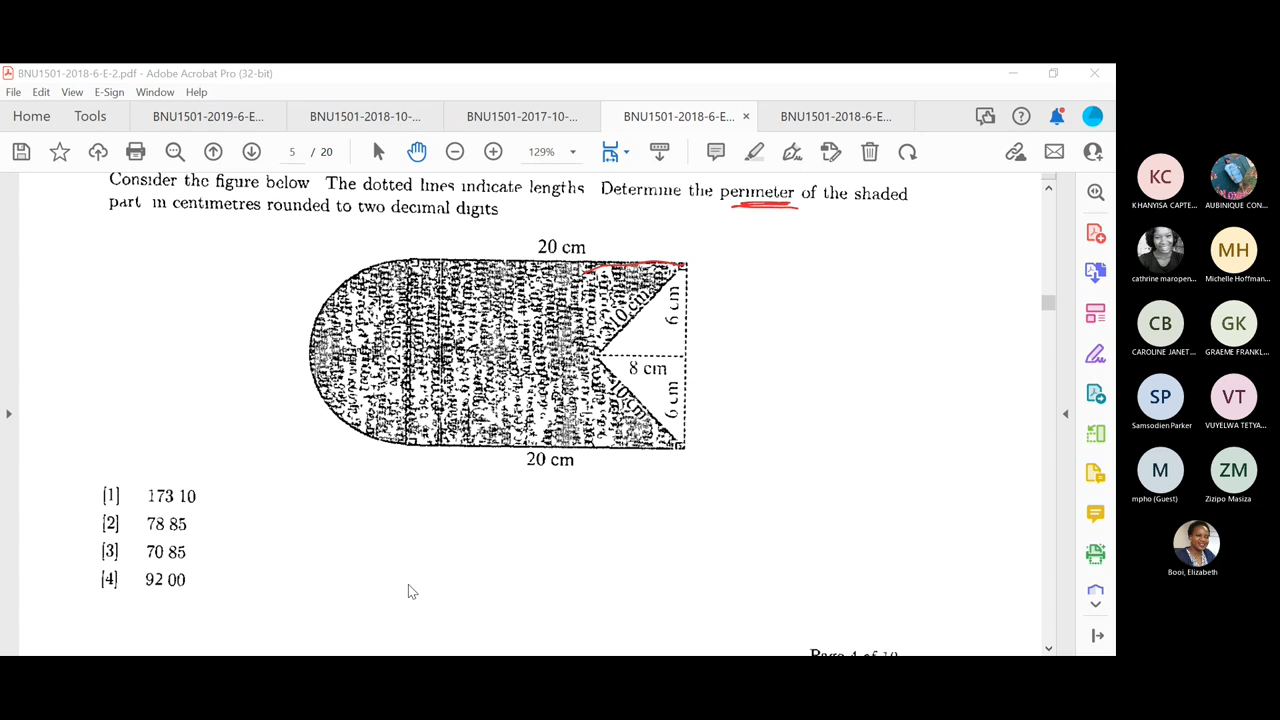 BNU1501-2018-6-E-2.pdf - Adobe Acrobat Pro (32-bit)
File Edit View E-Sign Window Help
Home Tools BNU1501-2019-6-E... BNU1501-2018-10-... BNU1501-2017-10-... BNU1501-2018-6-E... × BNU1501-2018-6-E...
5 / 20 129%
Consider the figure below The dotted lines indicate lengths Determine the perimeter of the shaded
part in centimetres rounded to two decimal digits
20 cm
12 cm
10 cm
6 cm
8 cm
10 cm
6 cm
20 cm
[1] 173 10
[2] 78 85
[3] 70 85
[4] 92 00
KC
KHANYISA CAPTE...
AUBINIQUE CON...
cathrine maropen...
MH
Michelle Hoffman...
CB
CAROLINE JANET...
GK
GRAEME FRANKL...
SP
Samsodien Parker
VT
VUYELWA TETYA...
M
mpho (Guest)
ZM
Zizipo Masiza
Booi, Elizabeth